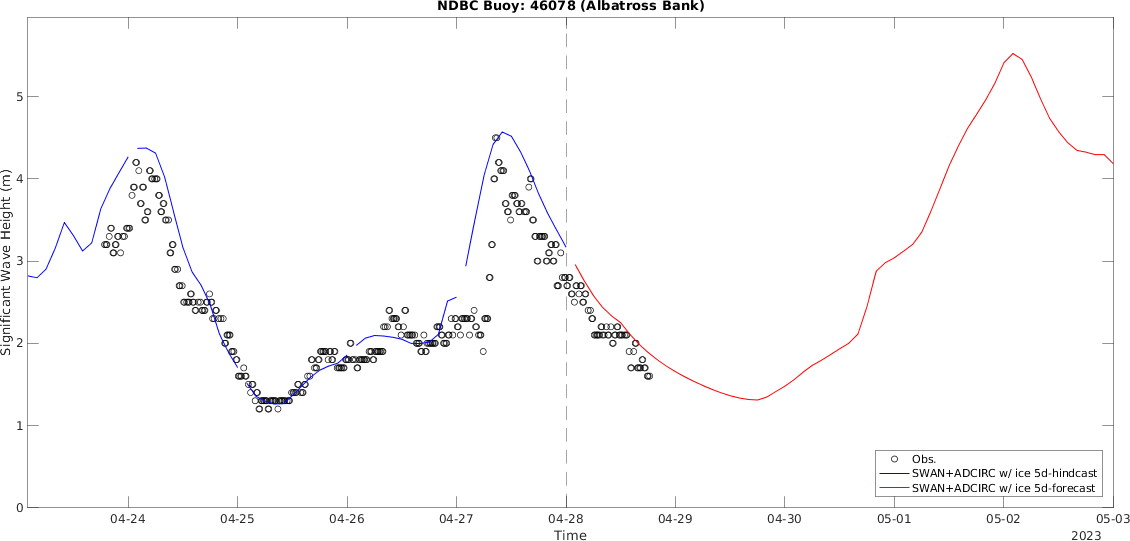 NDBC Buoy: 46078 (Albatross Bank)
Significant Wave Height (m)
5
4
3
2
1
0
Obs.
SWAN+ADCIRC w/ ice 5d-hindcast
SWAN+ADCIRC w/ ice 5d-forecast
04-24 04-25 04-26 04-27 04-28 04-29 04-30 05-01 05-02 05-03
Time
2023